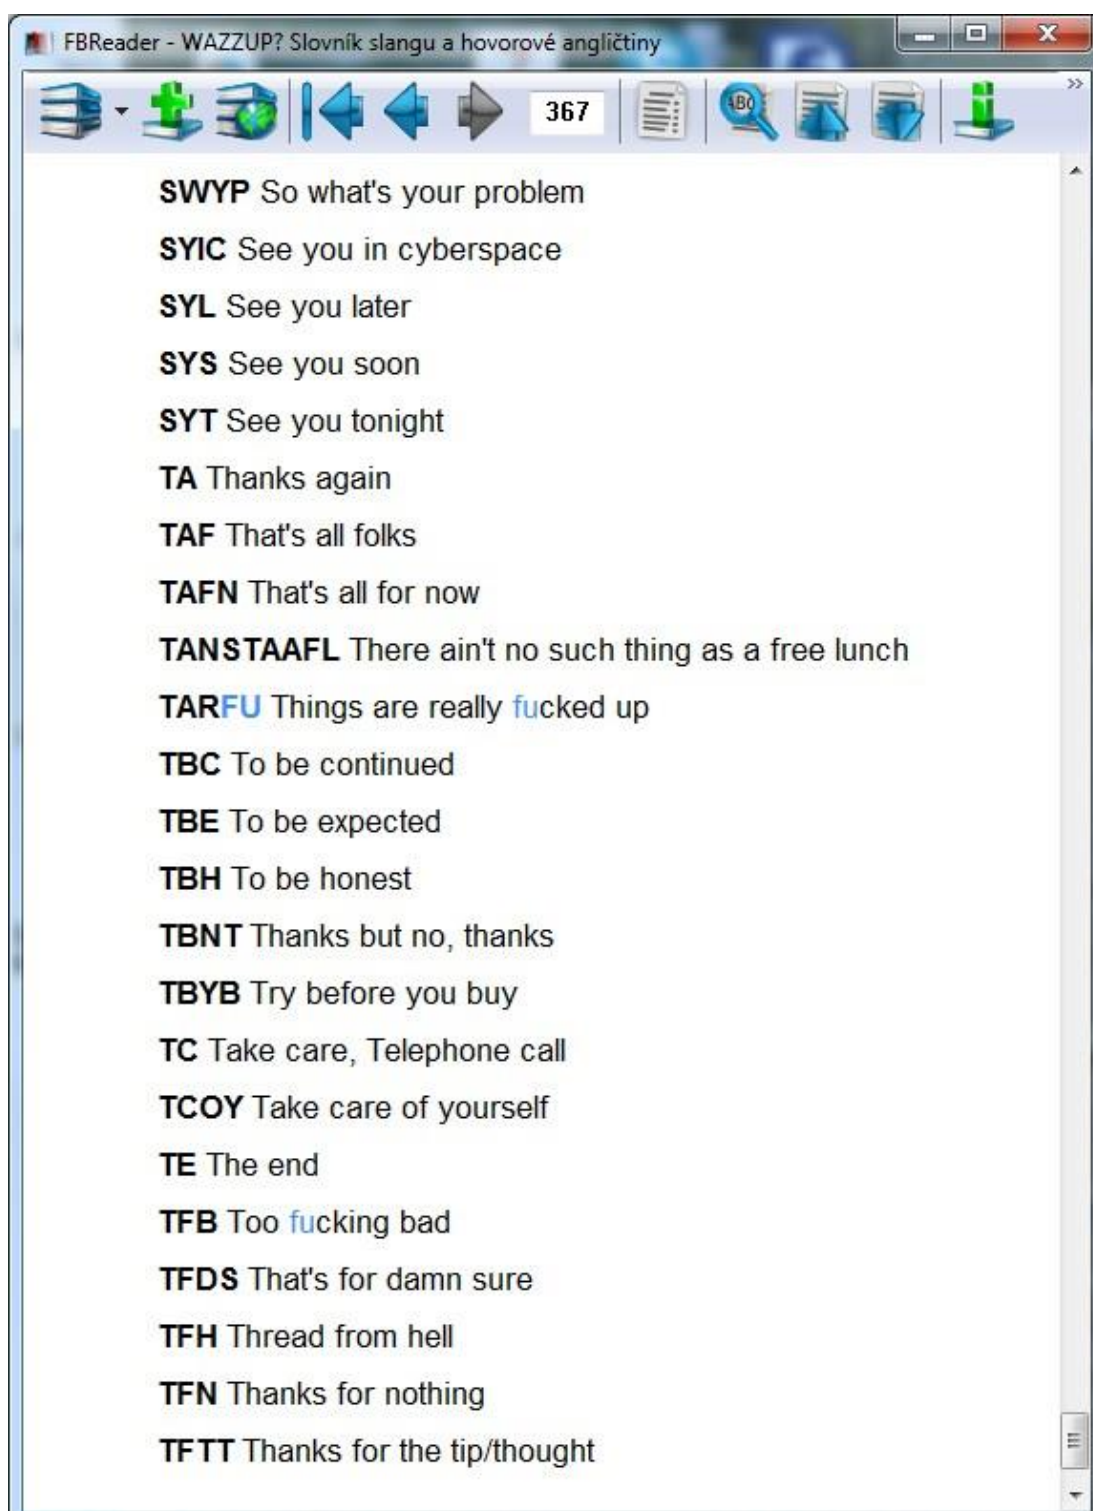 FBReader - WAZZUP? Slovník slangu a hovorové angličtiny
367
ABC
SWYP So what's your problem
SYIC See you in cyberspace
SYL See you later
SYS See you soon
SYT See you tonight
TA Thanks again
TAF That's all folks
TAFN That's all for now
TANSTAAFL There ain't no such thing as a free lunch
TARFU Things are really fucked up
TBC To be continued
TBE To be expected
TBH To be honest
TBNT Thanks but no, thanks
TBYB Try before you buy
TC Take care, Telephone call
TCOY Take care of yourself
TE The end
TFB Too fucking bad
TFDS That's for damn sure
TFH Thread from hell
TFN Thanks for nothing
TFTT Thanks for the tip/thought